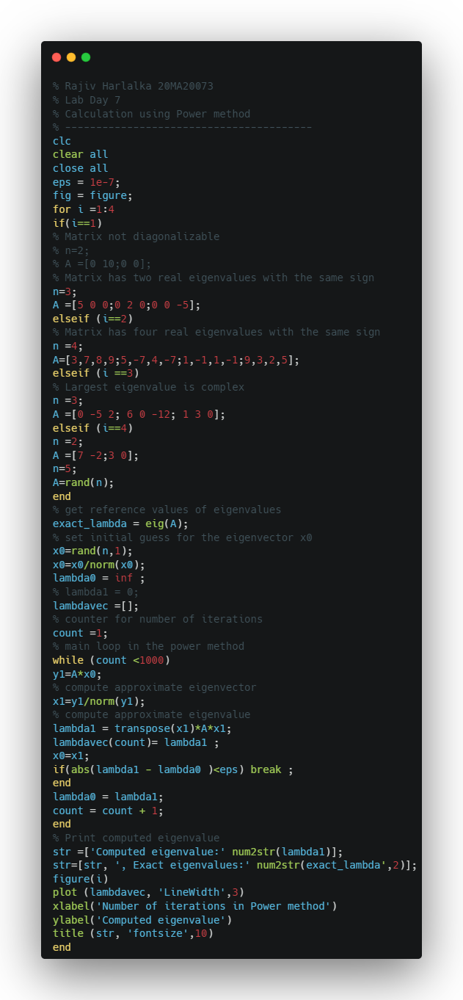 % Rajiv Harlalka 20MA20073
% Lab Day 7
% Calculation using Power method
% ----------------------------------------
clc
clear all
close all
eps = 1e-7;
fig = figure;
for i =1:4
if(i==1)
% Matrix not diagonalizable
% n=2;
% A =[0 10;0 0];
% Matrix has two real eigenvalues with the same sign
n=3;
A =[5 0 0;0 2 0;0 0 -5];
elseif (i==2)
% Matrix has four real eigenvalues with the same sign
n =4;
A=[3,7,8,9;5,-7,4,-7;1,-1,1,-1;9,3,2,5];
elseif (i ==3)
% Largest eigenvalue is complex
n =3;
A =[0 -5 2; 6 0 -12; 1 3 0];
elseif (i==4)
n =2;
A =[7 -2;3 0];
n=5;
A=rand(n);
end
% get reference values of eigenvalues
exact_lambda = eig(A);
% set initial guess for the eigenvector x0
x0=rand(n,1);
x0=x0/norm(x0);
lambda0 = inf ;
% lambda1 = 0;
lambdavec =[];
% counter for number of iterations
count =1;
% main loop in the power method
while (count <1000)
y1=A*x0;
% compute approximate eigenvector
x1=y1/norm(y1);
% compute approximate eigenvalue
lambda1 = transpose(x1)*A*x1;
lambdavec(count)= lambda1 ;
x0=x1;
if(abs(lambda1 - lambda0 )<eps) break ;
end
lambda0 = lambda1;
count = count + 1;
end
% Print computed eigenvalue
str =['Computed eigenvalue:' num2str(lambda1)];
str=[str, ', Exact eigenvalues:' num2str(exact_lambda',2)];
figure(i)
plot (lambdavec, 'LineWidth',3)
xlabel('Number of iterations in Power method')
ylabel('Computed eigenvalue')
title (str, 'fontsize',10)
end